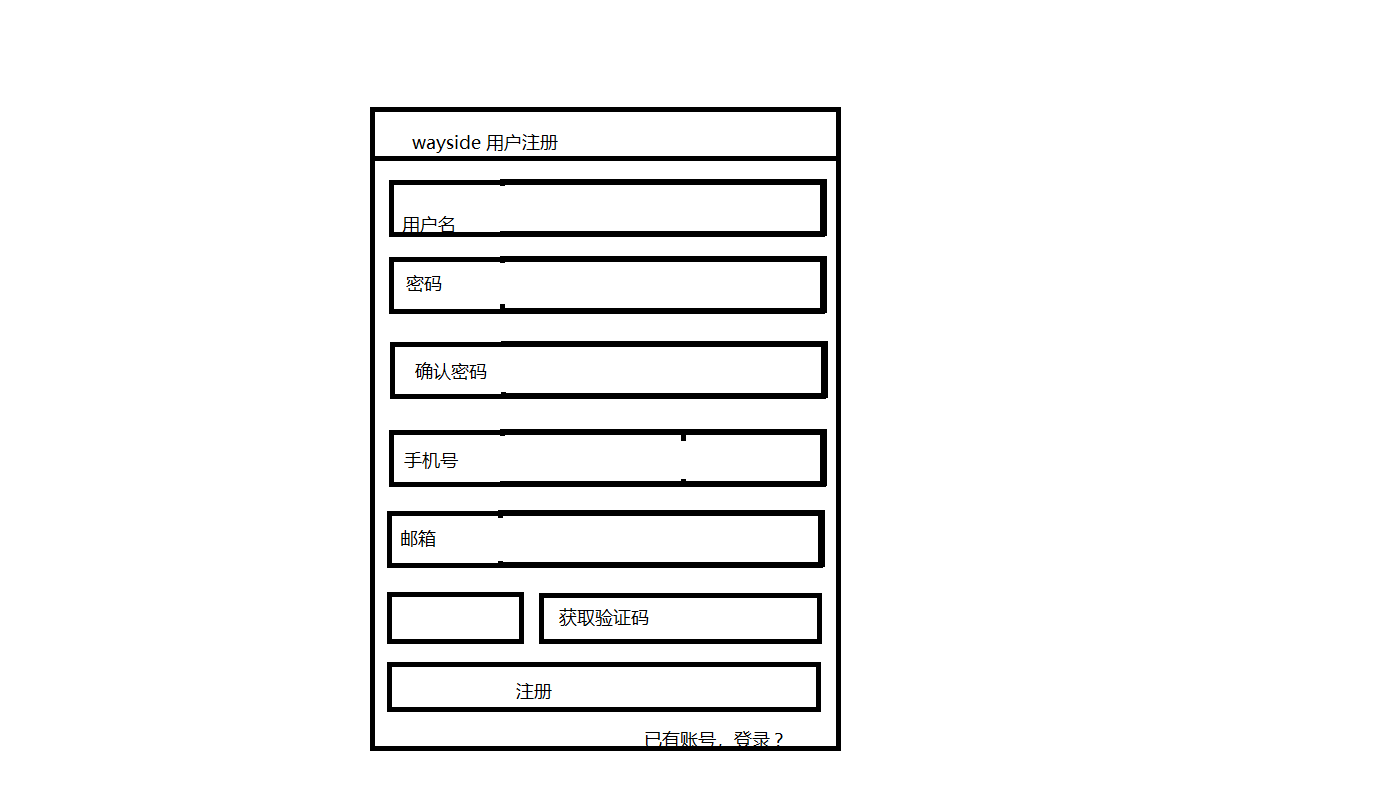 wayside 用户注册
用户名
密码
确认密码
手机号
邮箱
获取验证码
注册
已有账号，登录？